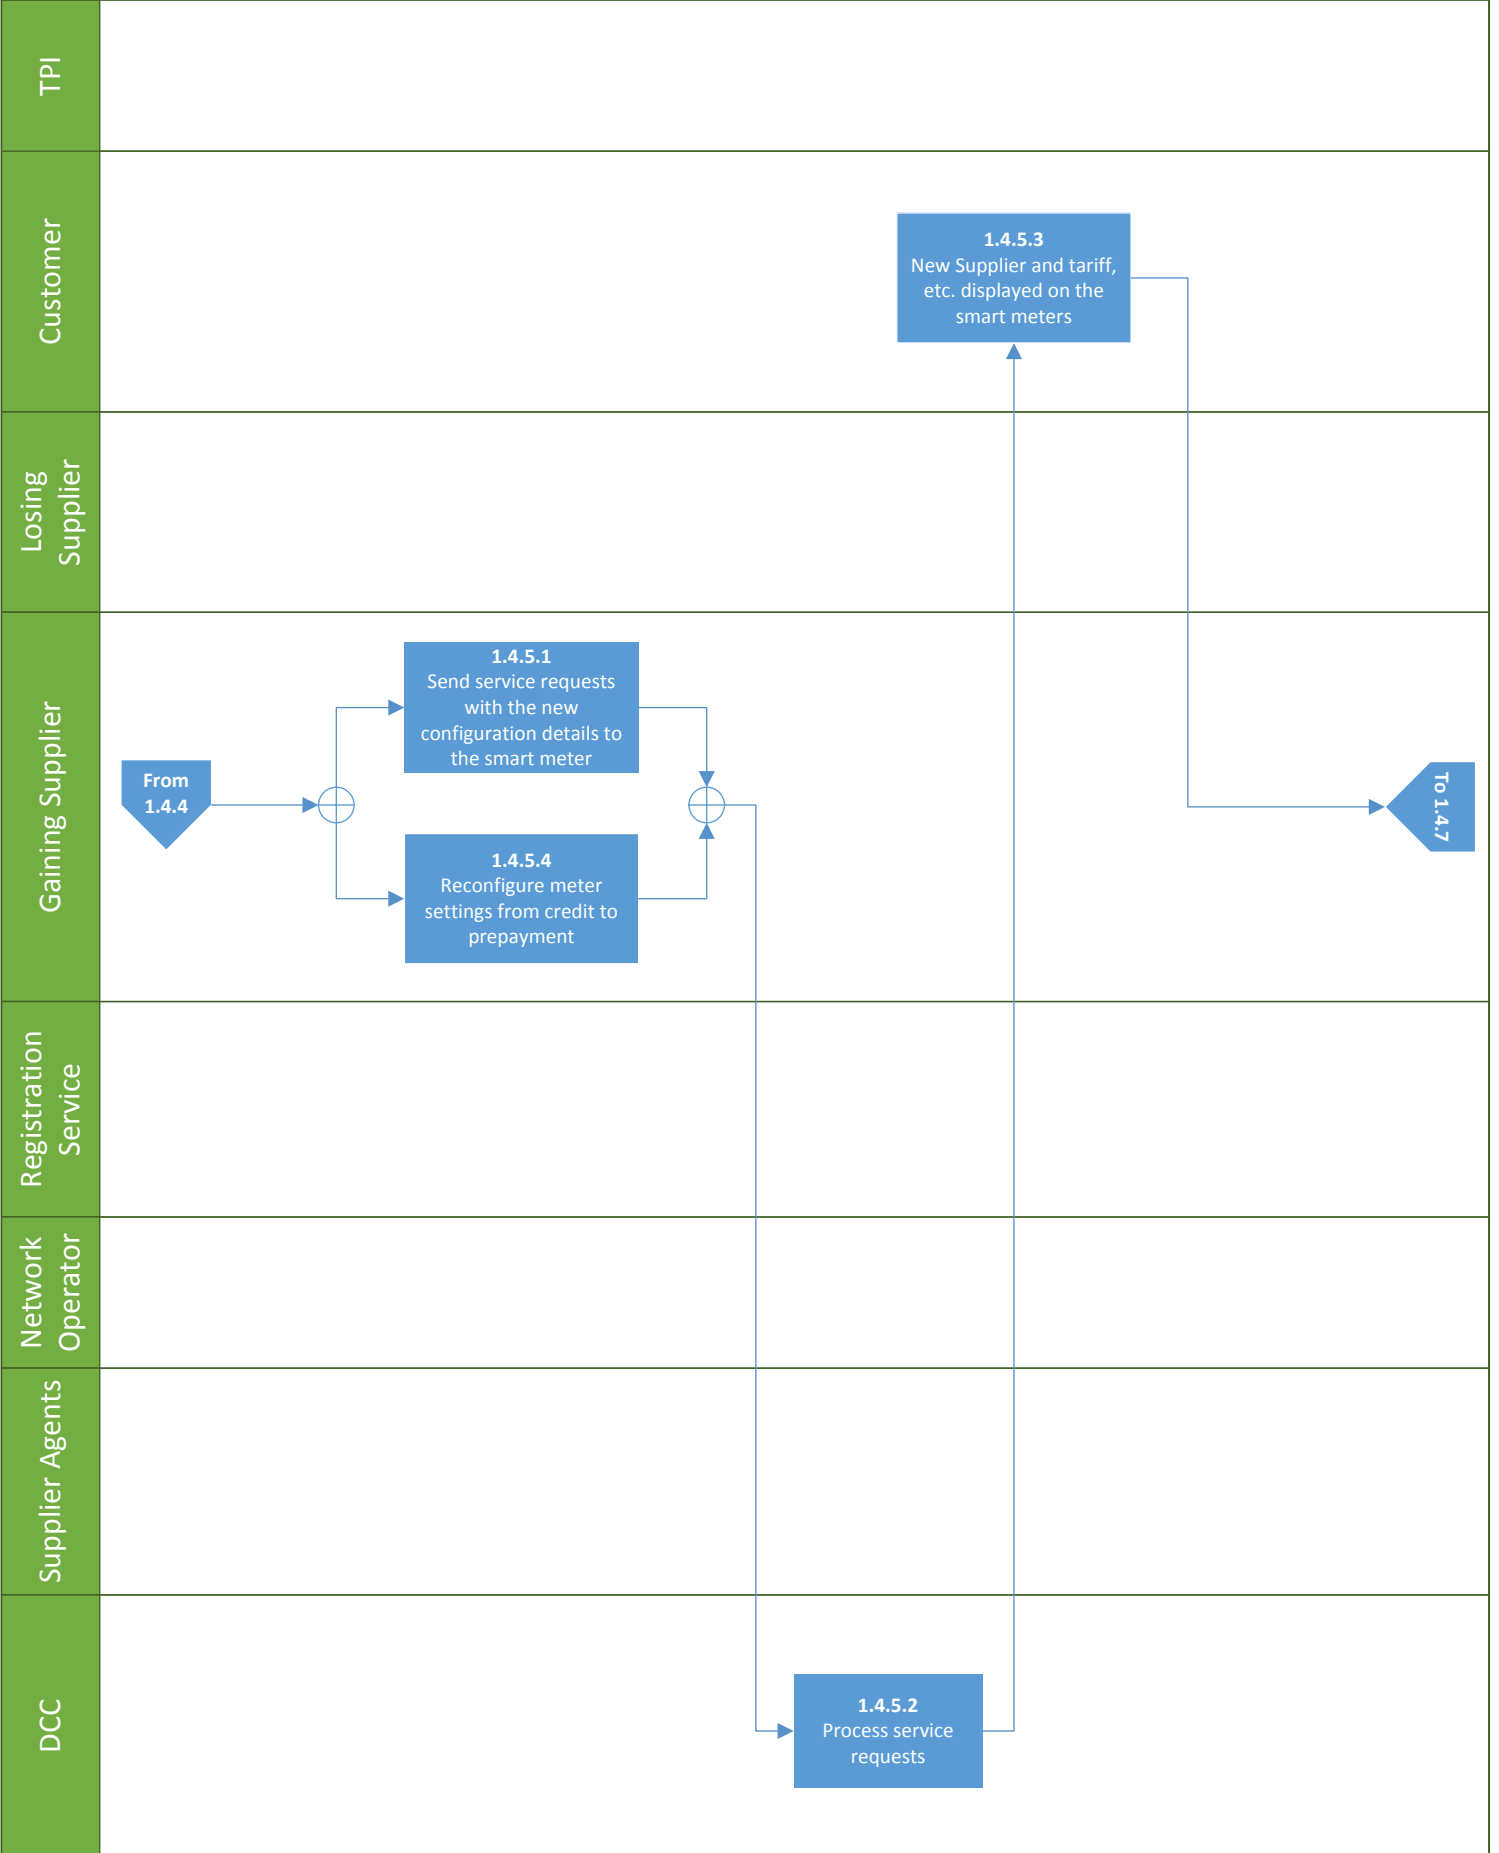 TPI
Customer
1.4.5.3
New Supplier and tariff,
etc. displayed on the
smart meters
Losing
Supplier
Gaining Supplier
From
1.4.4
1.4.5.1
Send service requests
with the new
configuration details to
the smart meter
1.4.5.4
Reconfigure meter
settings from credit to
prepayment
To 1.4.7
Registration
Service
Network
Operator
Supplier Agents
DCC
1.4.5.2
Process service
requests